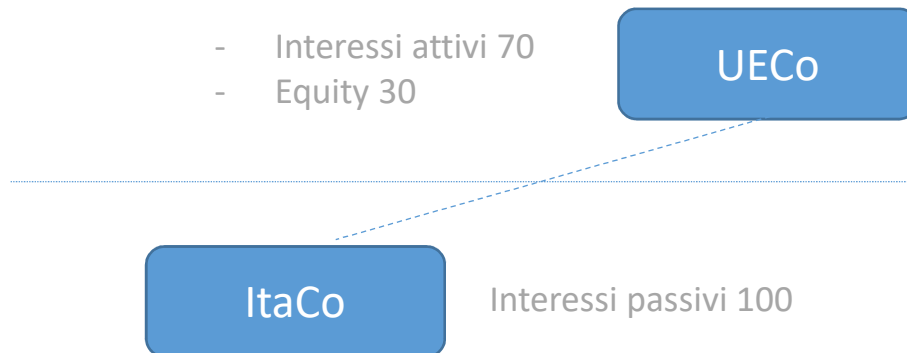 - Interessi attivi 70
- Equity 30
UECo
ItaCo
Interessi passivi 100